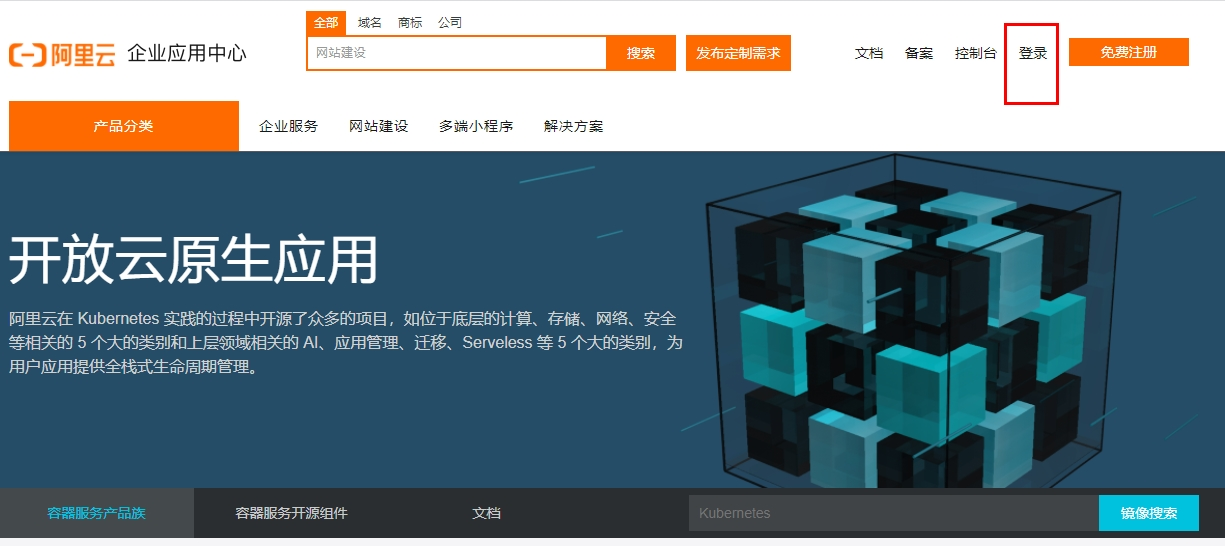 全部 域名 商标 公司
阿里云 企业应用中心 网站建设 搜索 发布定制需求 文档 备案 控制台 登录 免费注册
产品分类 企业服务 网站建设 多端小程序 解决方案
开放云原生应用
阿里云在 Kubernetes 实践的过程中开源了众多的项目，如位于底层的计算、存储、网络、安全
等相关的 5 个大的类别和上层领域相关的 AI、应用管理、迁移、Serveless 等 5 个大的类别，为
用户应用提供全栈式生命周期管理。
容器服务产品族 容器服务开源组件 文档 Kubernetes 镜像搜索